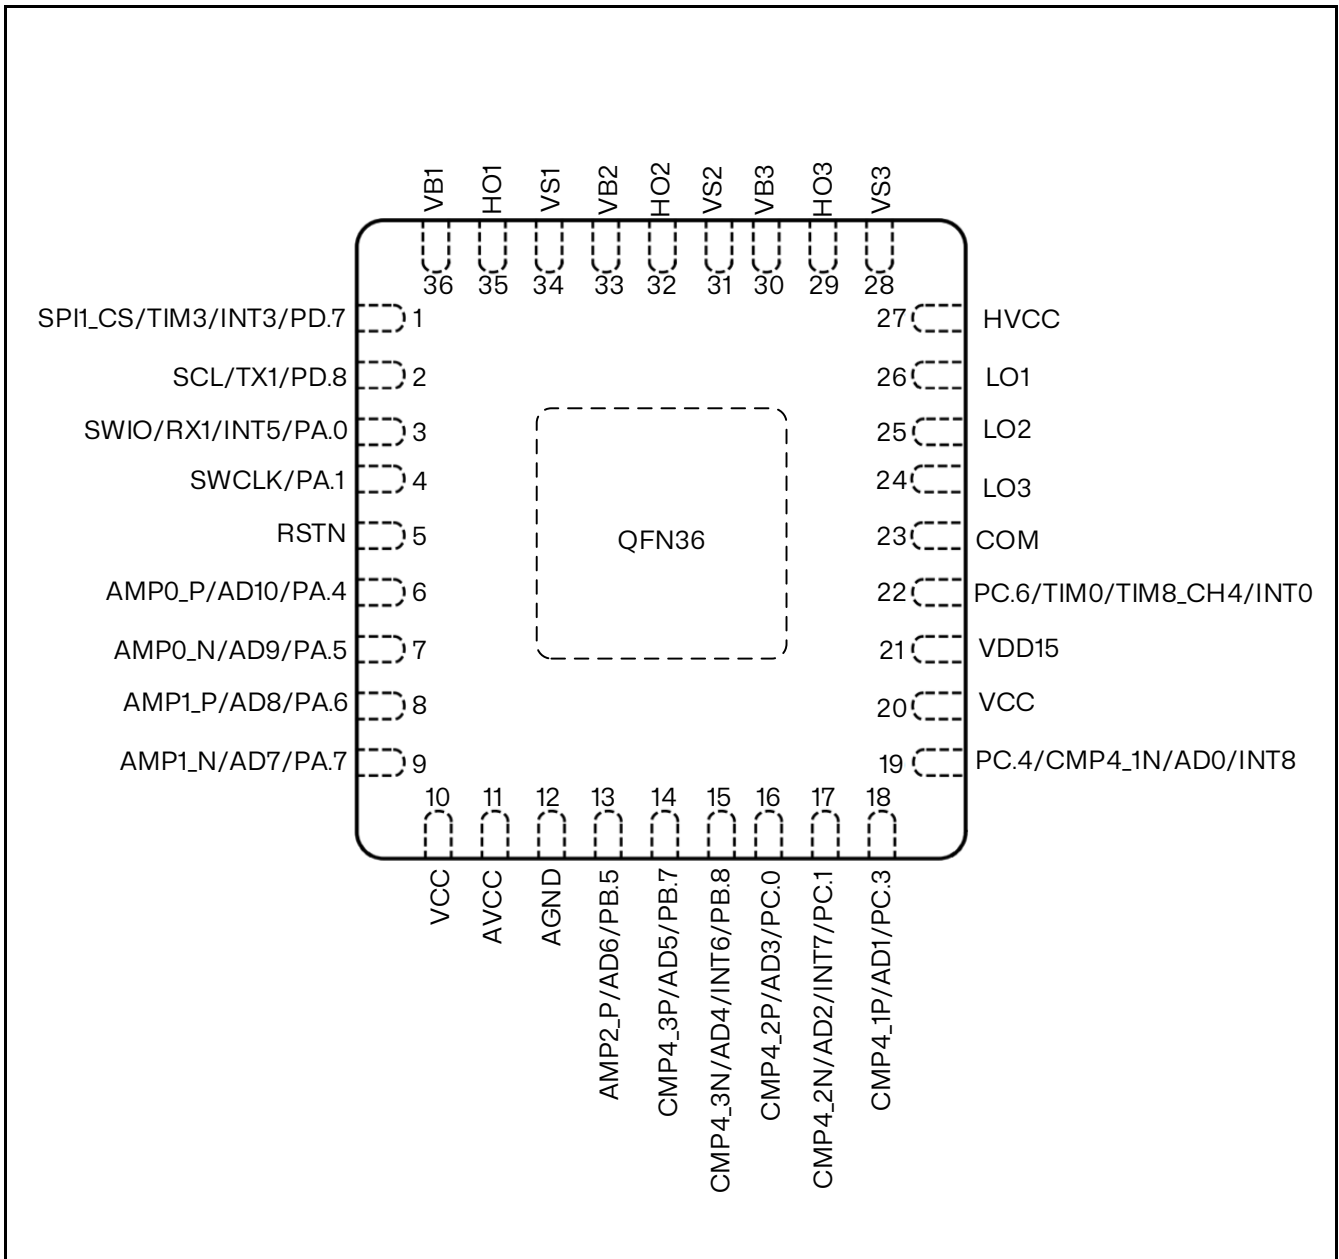 VB1 HO1 VS1 VB2 HO2 VS2 VB3 HO3 VS3
36 35 34 33 32 31 30 29 28
SPI1_CS/TIM3/INT3/PD.7 1 27 HVCC
SCL/TX1/PD.8 2 26 LO1
SWIO/RX1/INT5/PA.0 3 25 LO2
SWCLK/PA.1 4 24 LO3
RSTN 5 QFN36 23 COM
AMP0_P/AD10/PA.4 6 22 PC.6/TIM0/TIM8_CH4/INT0
AMP0_N/AD9/PA.5 7 21 VDD15
AMP1_P/AD8/PA.6 8 20 VCC
AMP1_N/AD7/PA.7 9 19 PC.4/CMP4_1N/AD0/INT8
10 11 12 13 14 15 16 17 18
VCC
AVCC
AGND
AMP2_P/AD6/PB.5
CMP4_3P/AD5/PB.7
CMP4_3N/AD4/INT6/PB.8
CMP4_2P/AD3/PC.0
CMP4_2N/AD2/INT7/PC.1
CMP4_1P/AD1/PC.3